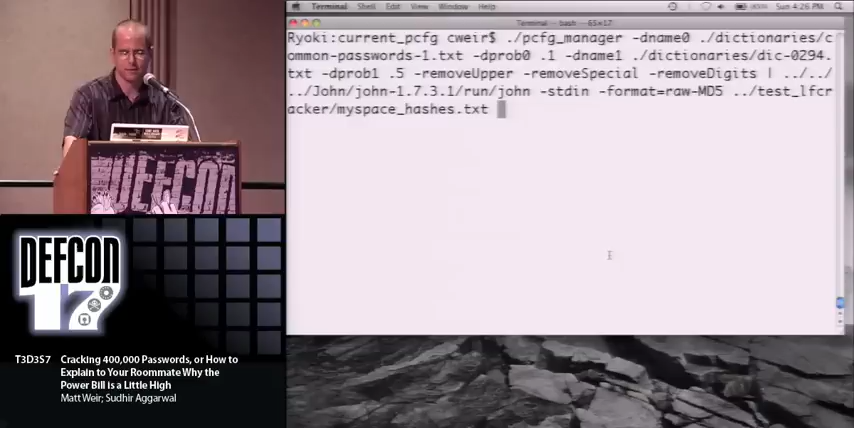 Terminal Shell Edit View Window Help
Sun 4:26 PM
Terminal — bash — 65×17
Ryoki:current_pcfg cweir$ ./pcfg_manager -dname0 ./dictionaries/c
ommon-passwords-1.txt -dprob0 .1 -dname1 ./dictionaries/dic-0294.
txt -dprob1 .5 -removeUpper -removeSpecial -removeDigits | ../../
../John/john-1.7.3.1/run/john -stdin -format=raw-MD5 ../test_lfcr
acker/myspace_hashes.txt
DEFCON
DEFCON
17
T3D3S7 Cracking 400,000 Passwords, or How to
Explain to Your Roommate Why the
Power Bill is a Little High
Matt Weir; Sudhir Aggarwal